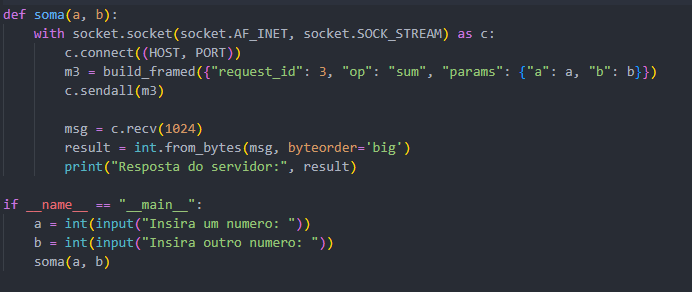 def soma(a, b):
    with socket.socket(socket.AF_INET, socket.SOCK_STREAM) as c:
        c.connect((HOST, PORT))
        m3 = build_framed({"request_id": 3, "op": "sum", "params": {"a": a, "b": b}})
        c.sendall(m3)

        msg = c.recv(1024)
        result = int.from_bytes(msg, byteorder='big')
        print("Resposta do servidor:", result)

if __name__ == "__main__":
    a = int(input("Insira um numero: "))
    b = int(input("Insira outro numero: "))
    soma(a, b)